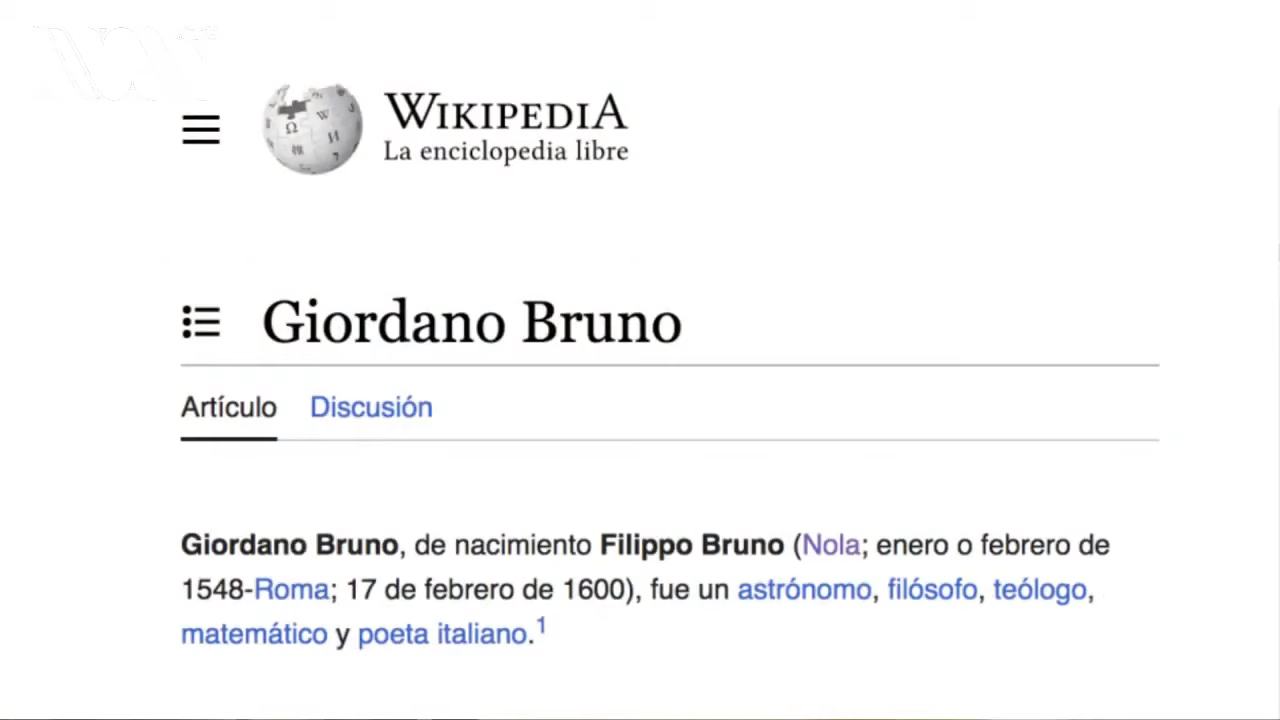 WIKIPEDIA
La enciclopedia libre
Giordano Bruno
Artículo Discusión
Giordano Bruno, de nacimiento Filippo Bruno (Nola; enero o febrero de
1548-Roma; 17 de febrero de 1600), fue un astrónomo, filósofo, teólogo,
matemático y poeta italiano.1